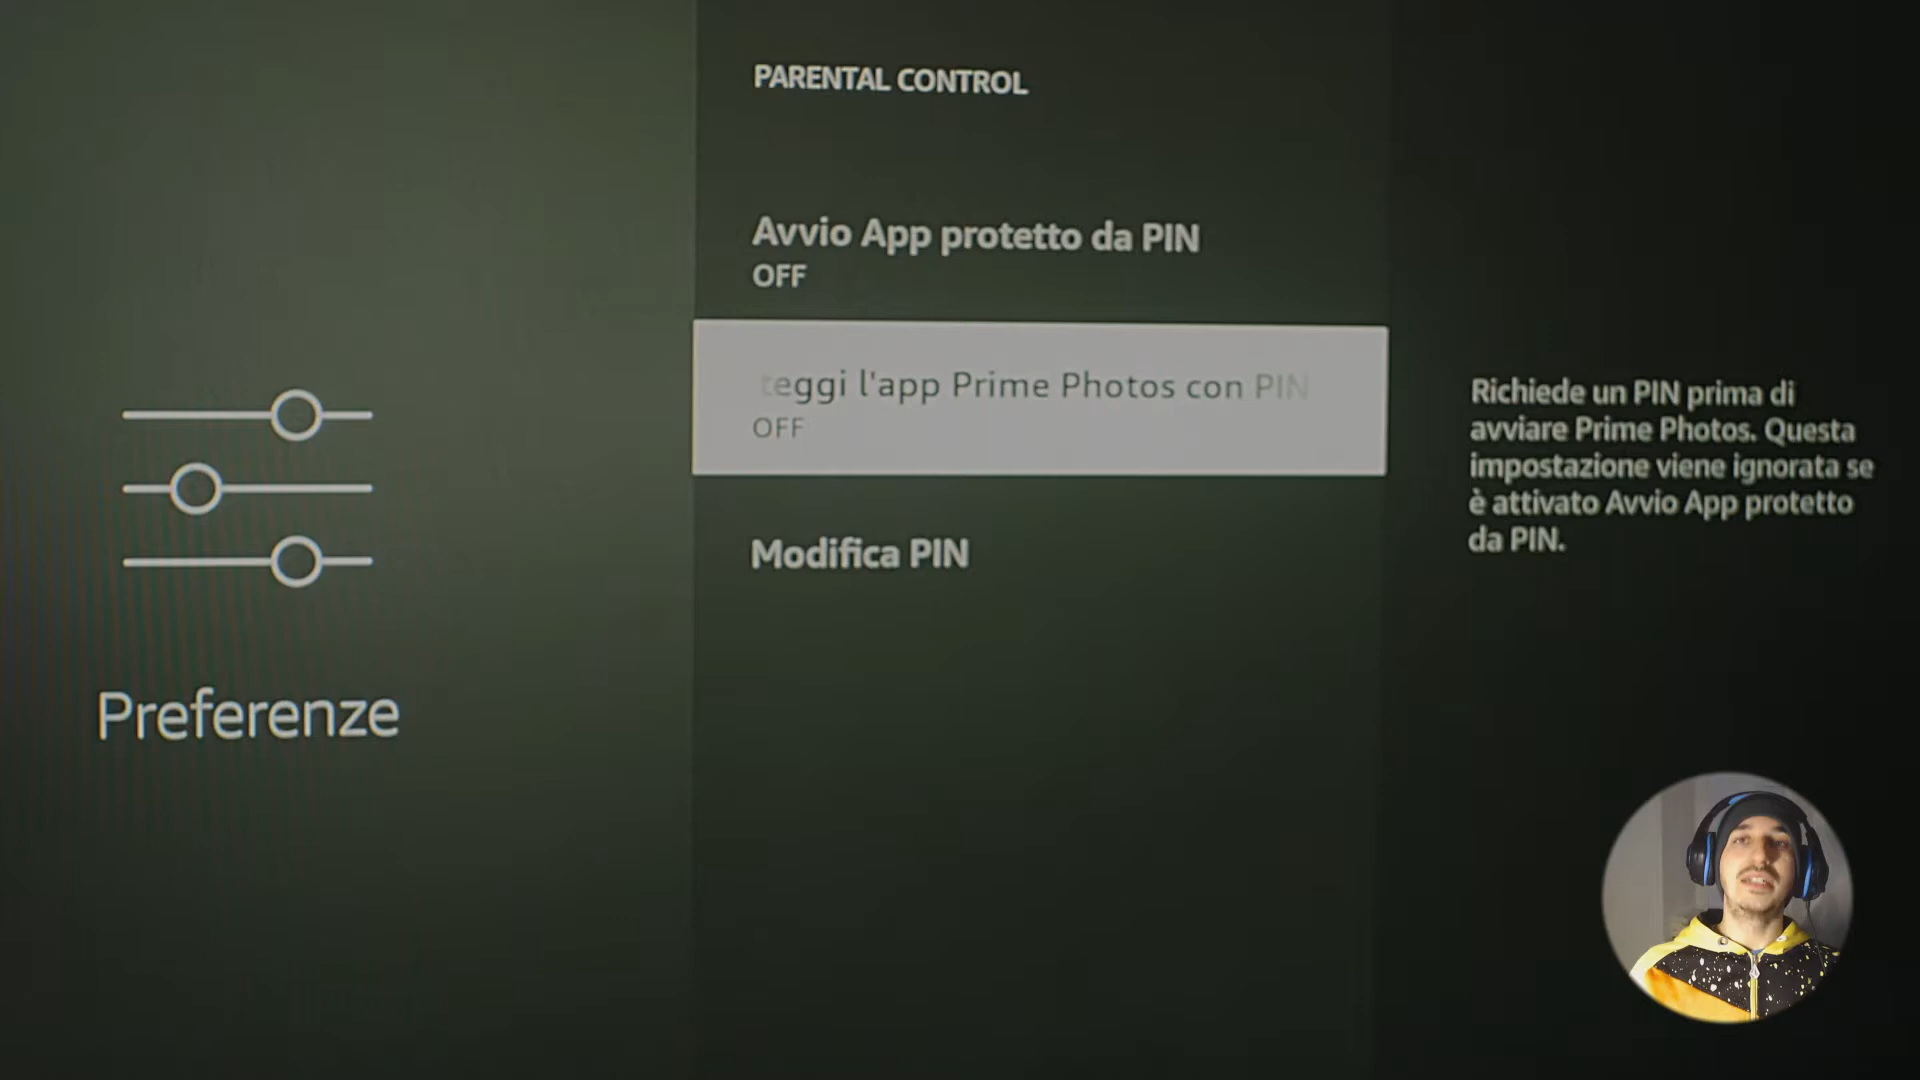 PARENTAL CONTROL
Avvio App protetto da PIN
OFF
teggi l'app Prime Photos con PIN
OFF
Modifica PIN
Richiede un PIN prima di
avviare Prime Photos. Questa
impostazione viene ignorata se
è attivato Avvio App protetto
da PIN.
Preferenze